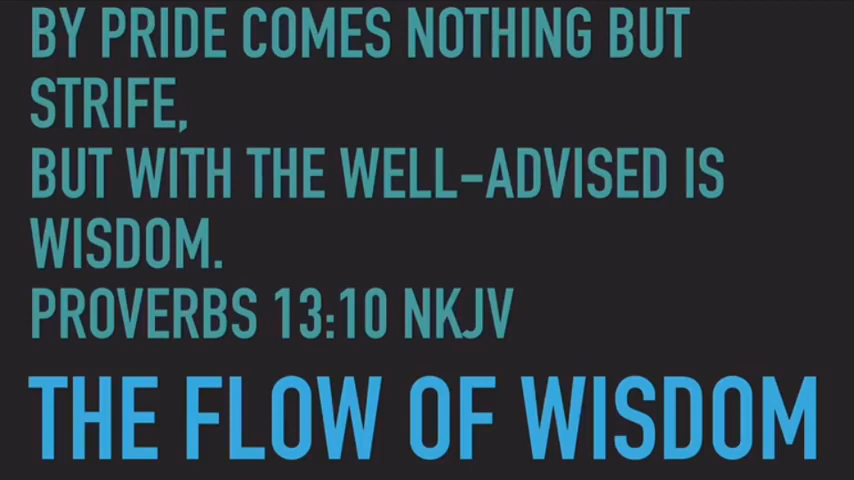 BY PRIDE COMES NOTHING BUT
STRIFE,
BUT WITH THE WELL-ADVISED IS
WISDOM.
PROVERBS 13:10 NKJV
THE FLOW OF WISDOM